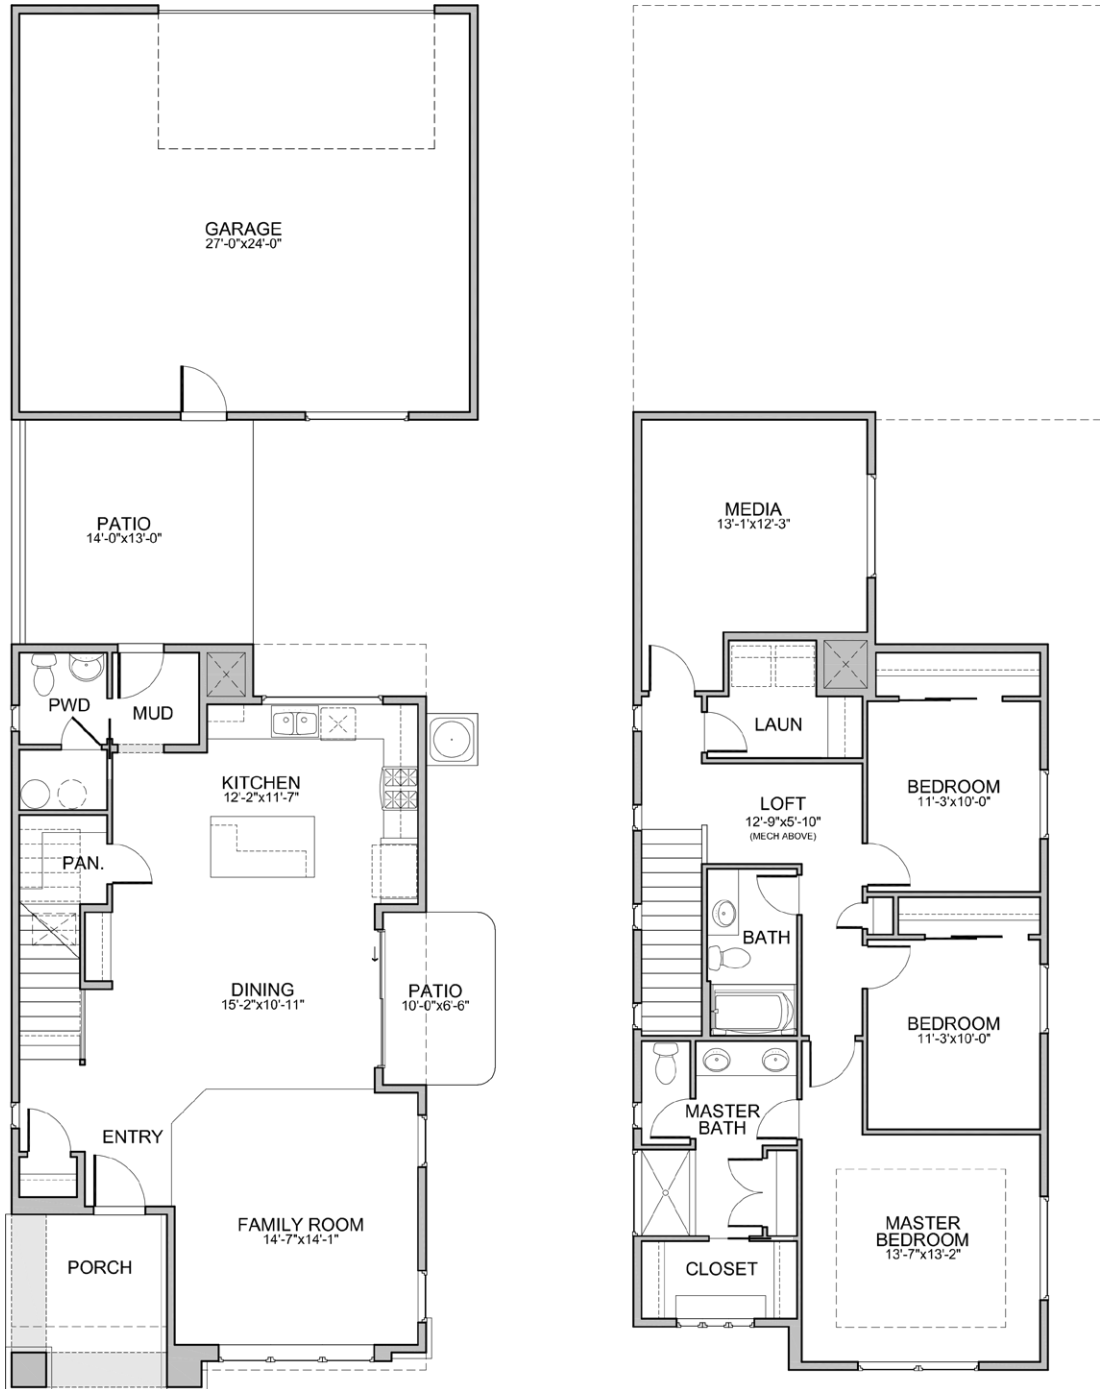 GARAGE
27'-0"x24'-0"
PATIO
14'-0"x13'-0"
PWD
MUD
KITCHEN
12'-2"x11'-7"
PAN.
DINING
15'-2"x10'-11"
PATIO
10'-0"x6'-6"
ENTRY
FAMILY ROOM
14'-7"x14'-1"
PORCH
MEDIA
13'-1'x12'-3"
LAUN
BEDROOM
11'-3"x10'-0"
LOFT
12'-9"x5'-10"
(MECH ABOVE)
BATH
BEDROOM
11'-3"x10'-0"
MASTER
BATH
MASTER
BEDROOM
13'-7"x13'-2"
CLOSET